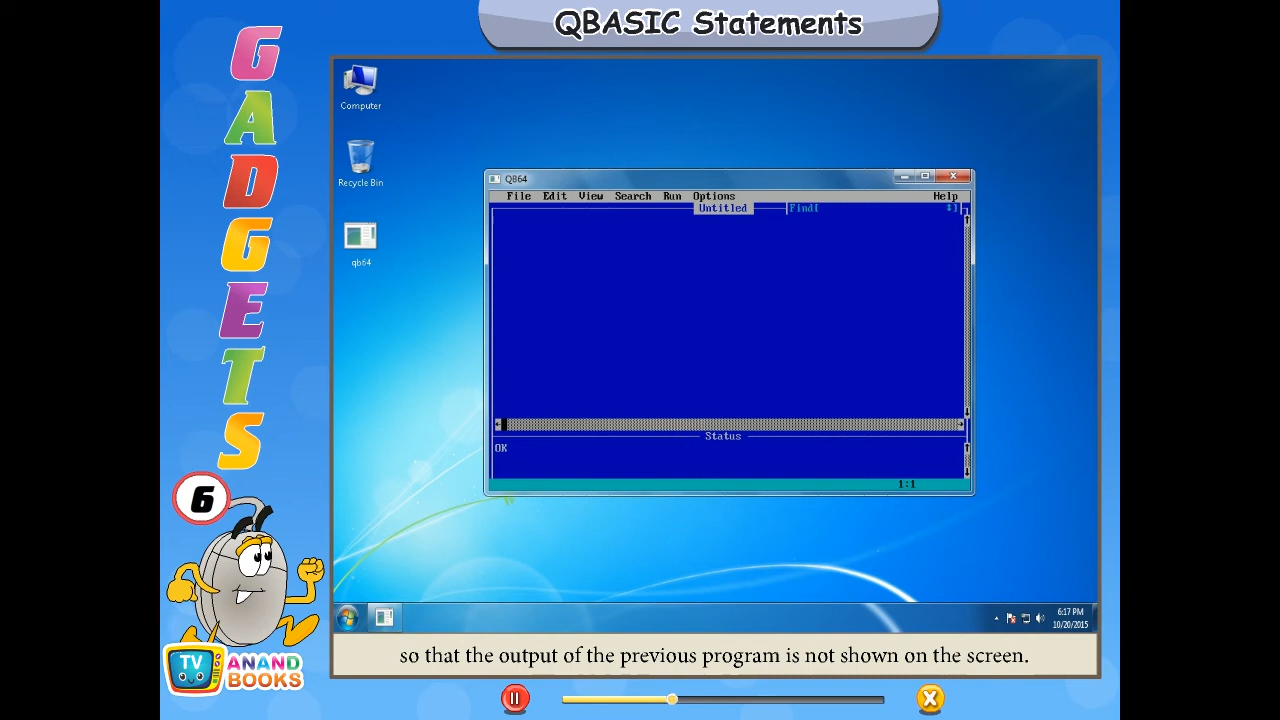 QBASIC Statements
GADGETS
6
TV
ANAND
BOOKS
Computer
Recycle Bin
qb64
QB64
File Edit View Search Run Options Help
Untitled Find[
Status
OK
1:1
6:17 PM
10/20/2015
so that the output of the previous program is not shown on the screen.